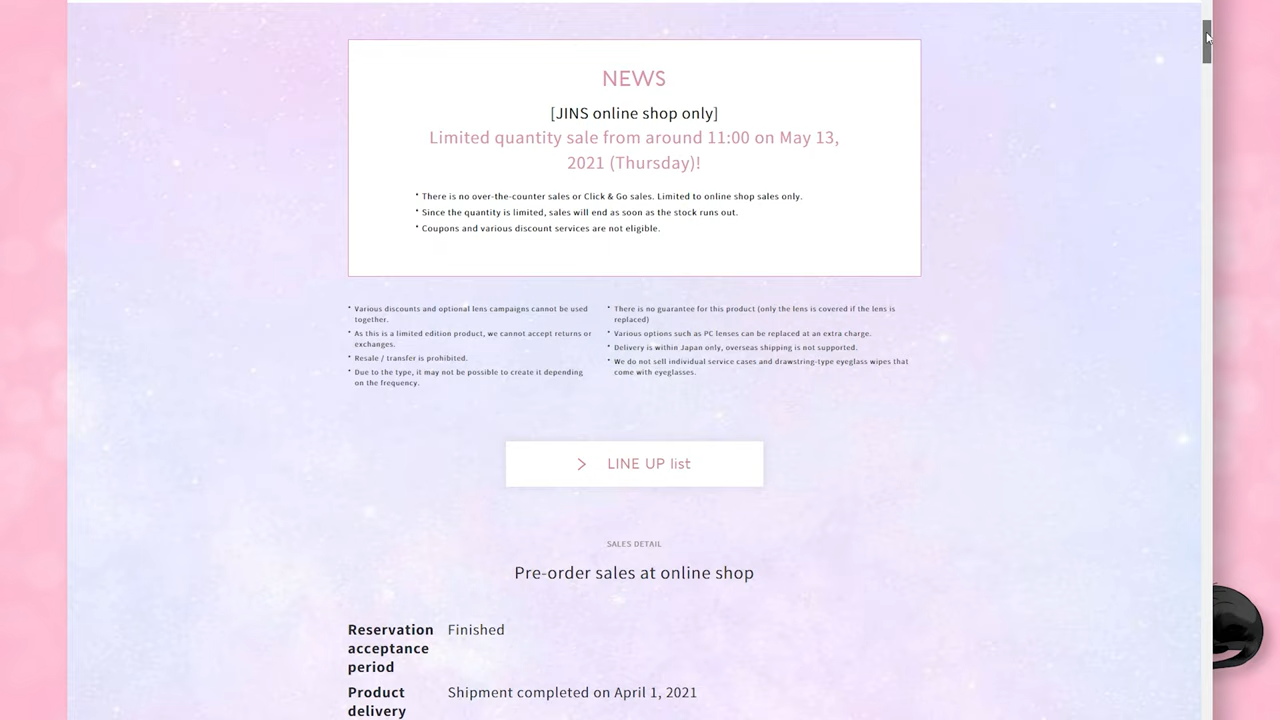 NEWS
[JINS online shop only]
Limited quantity sale from around 11:00 on May 13,
2021 (Thursday)!
* There is no over-the-counter sales or Click & Go sales. Limited to online shop sales only.
* Since the quantity is limited, sales will end as soon as the stock runs out.
* Coupons and various discount services are not eligible.
* Various discounts and optional lens campaigns cannot be used
together.
* As this is a limited edition product, we cannot accept returns or
exchanges.
* Resale / transfer is prohibited.
* Due to the type, it may not be possible to create it depending
on the frequency.
* There is no guarantee for this product (only the lens is covered if the lens is
replaced)
* Various options such as PC lenses can be replaced at an extra charge.
* Delivery is within Japan only, overseas shipping is not supported.
* We do not sell individual service cases and drawstring-type eyeglass wipes that
come with eyeglasses.
> LINE UP list
SALES DETAIL
Pre-order sales at online shop
Reservation
acceptance
period
Finished
Product
delivery
Shipment completed on April 1, 2021